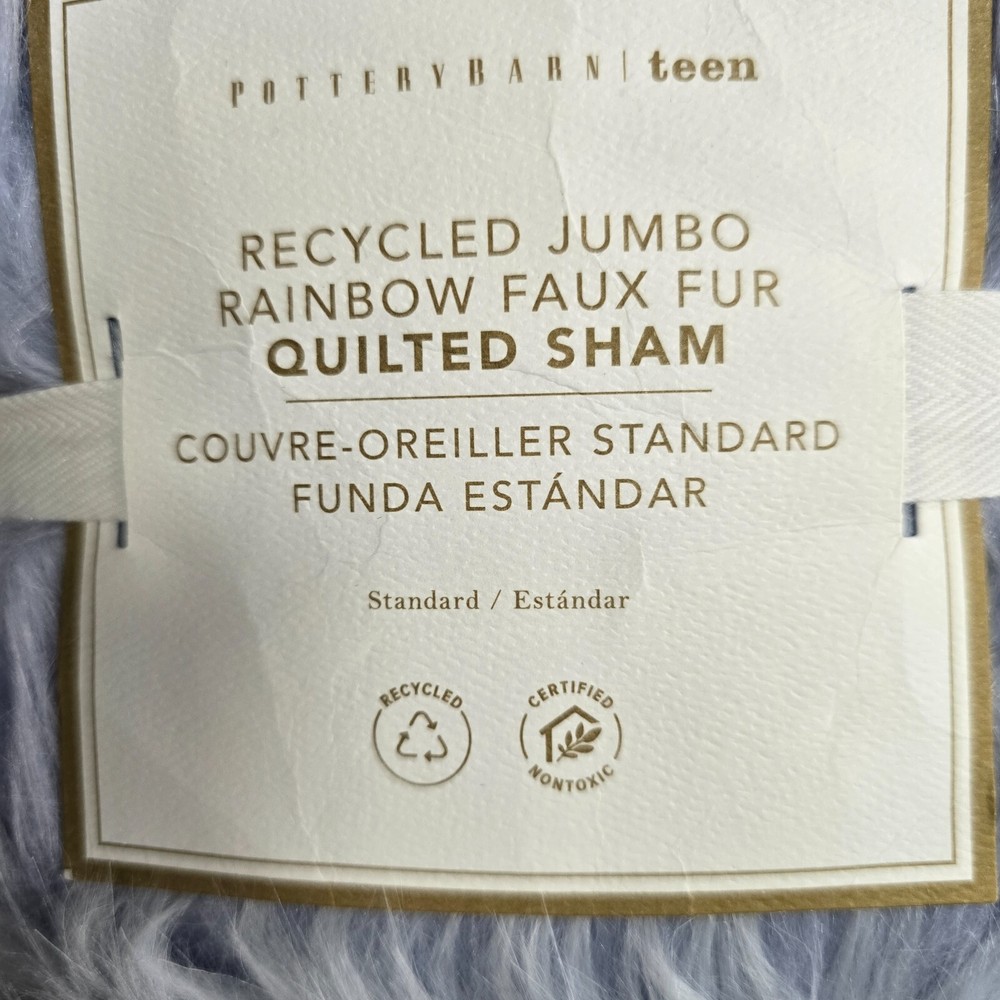 POTTERYBARN | teen
RECYCLED JUMBO
RAINBOW FAUX FUR
QUILTED SHAM
COUVRE-OREILLER STANDARD
FUNDA ESTÁNDAR
Standard / Estándar
RECYCLED
CERTIFIED
NONTOXIC